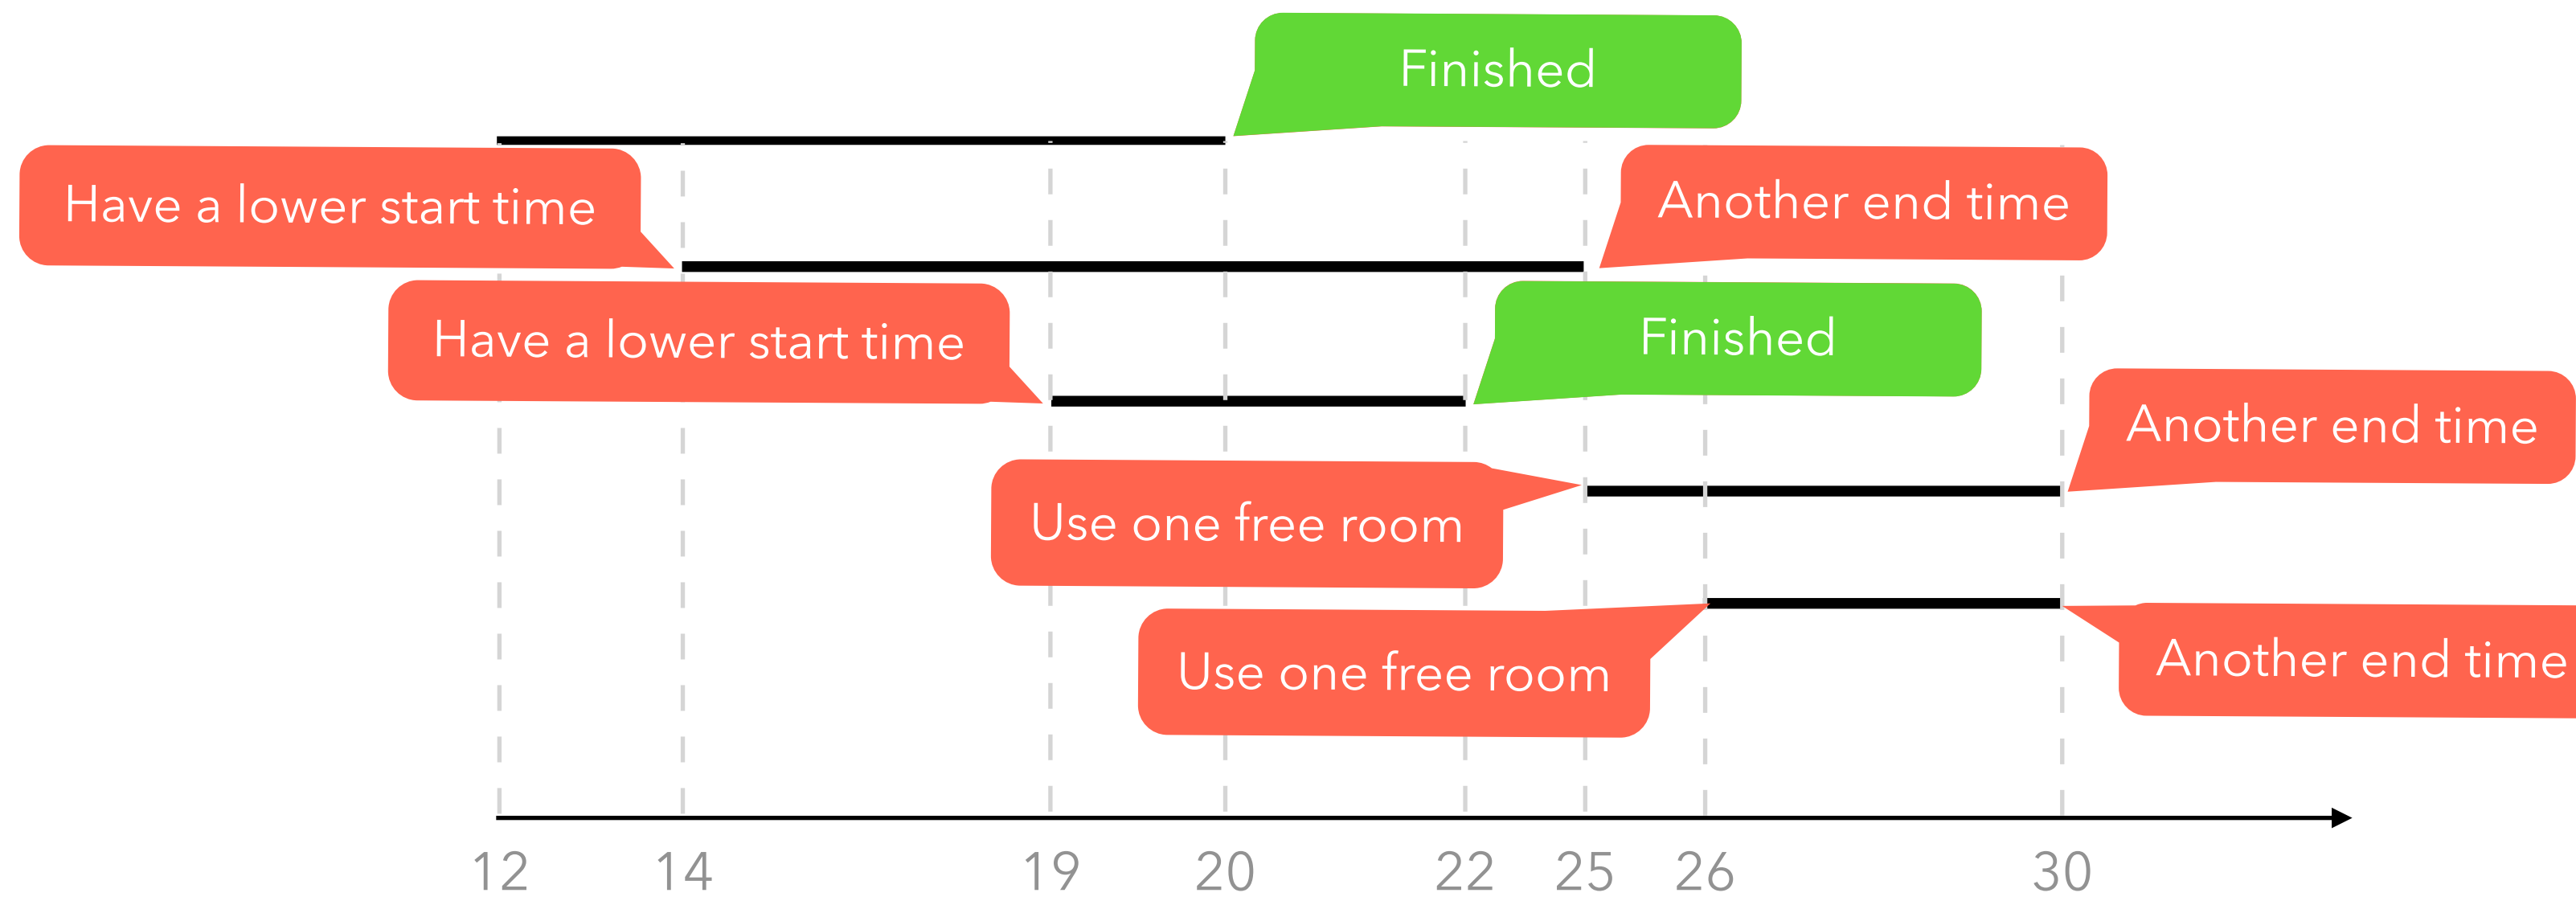 Finished
Have a lower start time
Another end time
Have a lower start time
Finished
Another end time
Use one free room
Use one free room
Another end time
12 14 19 20 22 25 26 30